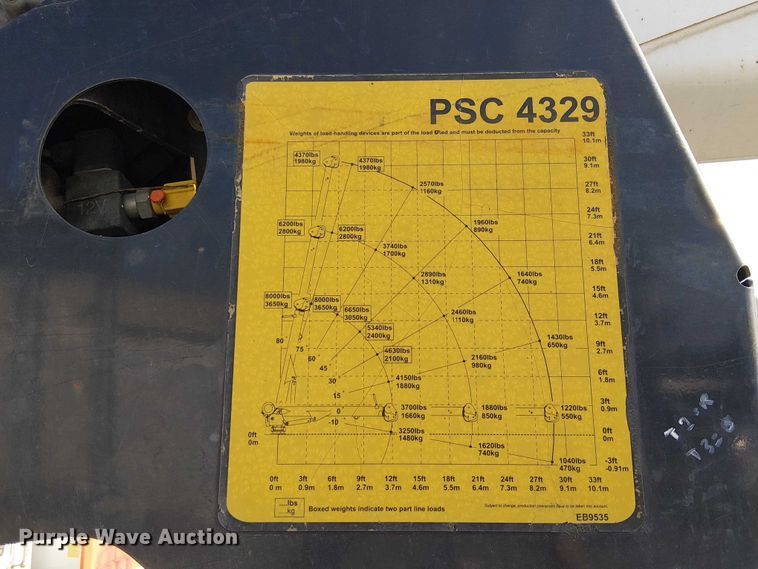 PSC 4329
Weights of load-handling devices are part of the load lifted and must be deducted from the capacity
33ft
10.1m
4370lbs
1980kg
4370lbs
1980kg
30ft
9.1m
2570lbs
1160kg
27ft
8.2m
24ft
7.3m
6200lbs
2800kg
6200lbs
2800kg
1960lbs
890kg
21ft
6.4m
3740lbs
1700kg
18ft
5.5m
2890lbs
1310kg
1640lbs
740kg
15ft
4.6m
8000lbs
3650kg
8000lbs
3650kg
6650lbs
3050kg
2460lbs
1110kg
12ft
3.7m
5340lbs
2400kg
1430lbs
650kg
9ft
2.7m
80
75
60
45
30
15
0
-10
4630lbs
2100kg
2160lbs
980kg
6ft
1.8m
4150lbs
1880kg
3ft
0.9m
3700lbs
1660kg
1880lbs
850kg
1220lbs
550kg
0ft
0m
3250lbs
1480kg
0ft
0m
1620lbs
740kg
1040lbs
470kg
-3ft
-0.91m
0ft 3ft 6ft 9ft 12ft 15ft 18ft 21ft 24ft 27ft 30ft 33ft
0 m 0.9m 1.8m 2.7m 3.7m 4.6m 5.5m 6.4m 7.3m 8.2m 9.1m 10.1m
....lbs
kg
Boxed weights indicate two part line loads
EB9535
12V
Purple Wave Auction